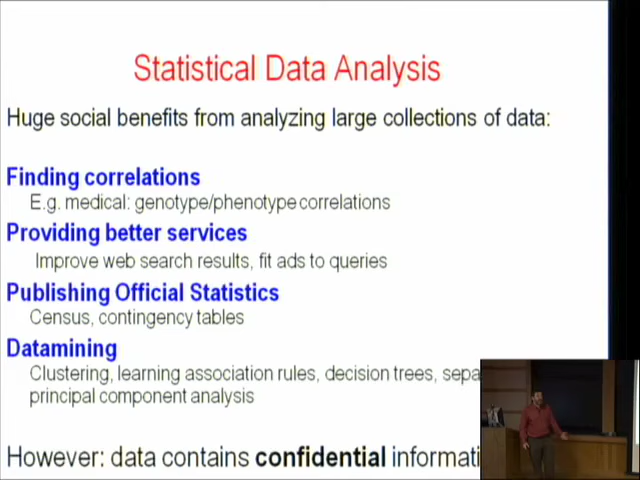 Statistical Data Analysis
Huge social benefits from analyzing large collections of data:
Finding correlations
E.g. medical: genotype/phenotype correlations
Providing better services
Improve web search results, fit ads to queries
Publishing Official Statistics
Census, contingency tables
Datamining
Clustering, learning association rules, decision trees, sepa
principal component analysis
However: data contains confidential informati